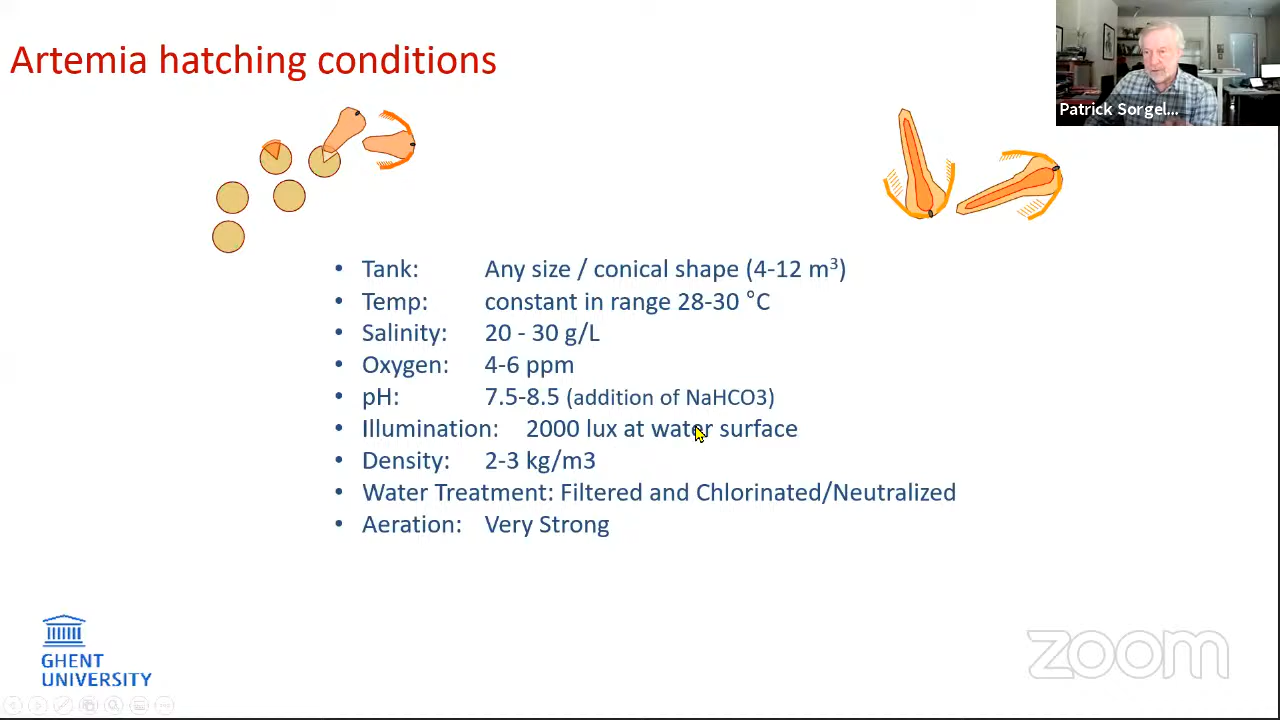 Artemia hatching conditions
Patrick Sorgel...
• Tank: Any size / conical shape (4-12 m³)
• Temp: constant in range 28-30 °C
• Salinity: 20 - 30 g/L
• Oxygen: 4-6 ppm
• pH: 7.5-8.5 (addition of NaHCO3)
• Illumination: 2000 lux at water surface
• Density: 2-3 kg/m3
• Water Treatment: Filtered and Chlorinated/Neutralized
• Aeration: Very Strong
GHENT
UNIVERSITY
zoom